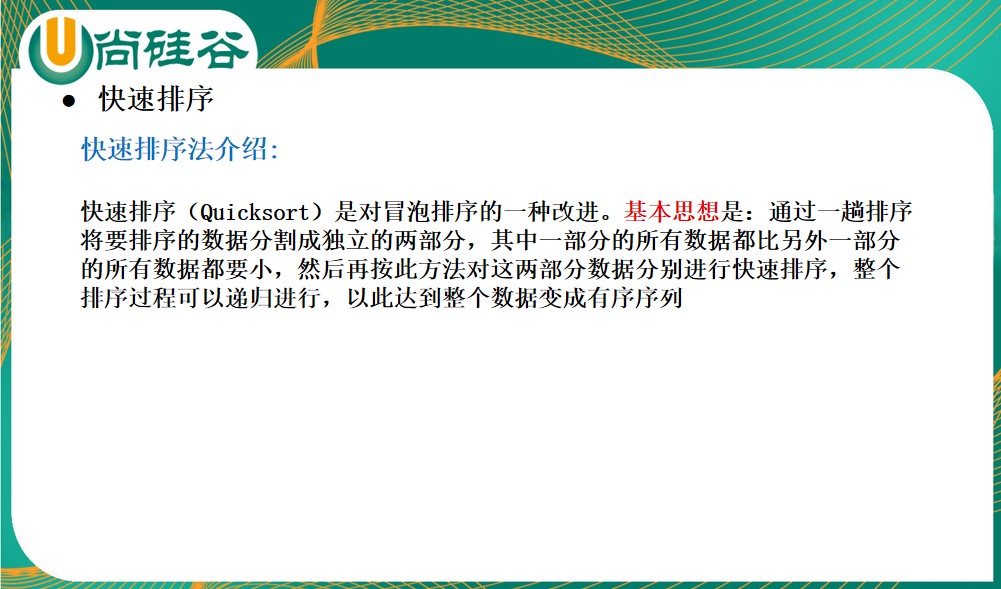 尚硅谷
● 快速排序
快速排序法介绍:
快速排序（Quicksort）是对冒泡排序的一种改进。基本思想是：通过一趟排序
将要排序的数据分割成独立的两部分，其中一部分的所有数据都比另外一部分
的所有数据都要小，然后再按此方法对这两部分数据分别进行快速排序，整个
排序过程可以递归进行，以此达到整个数据变成有序序列